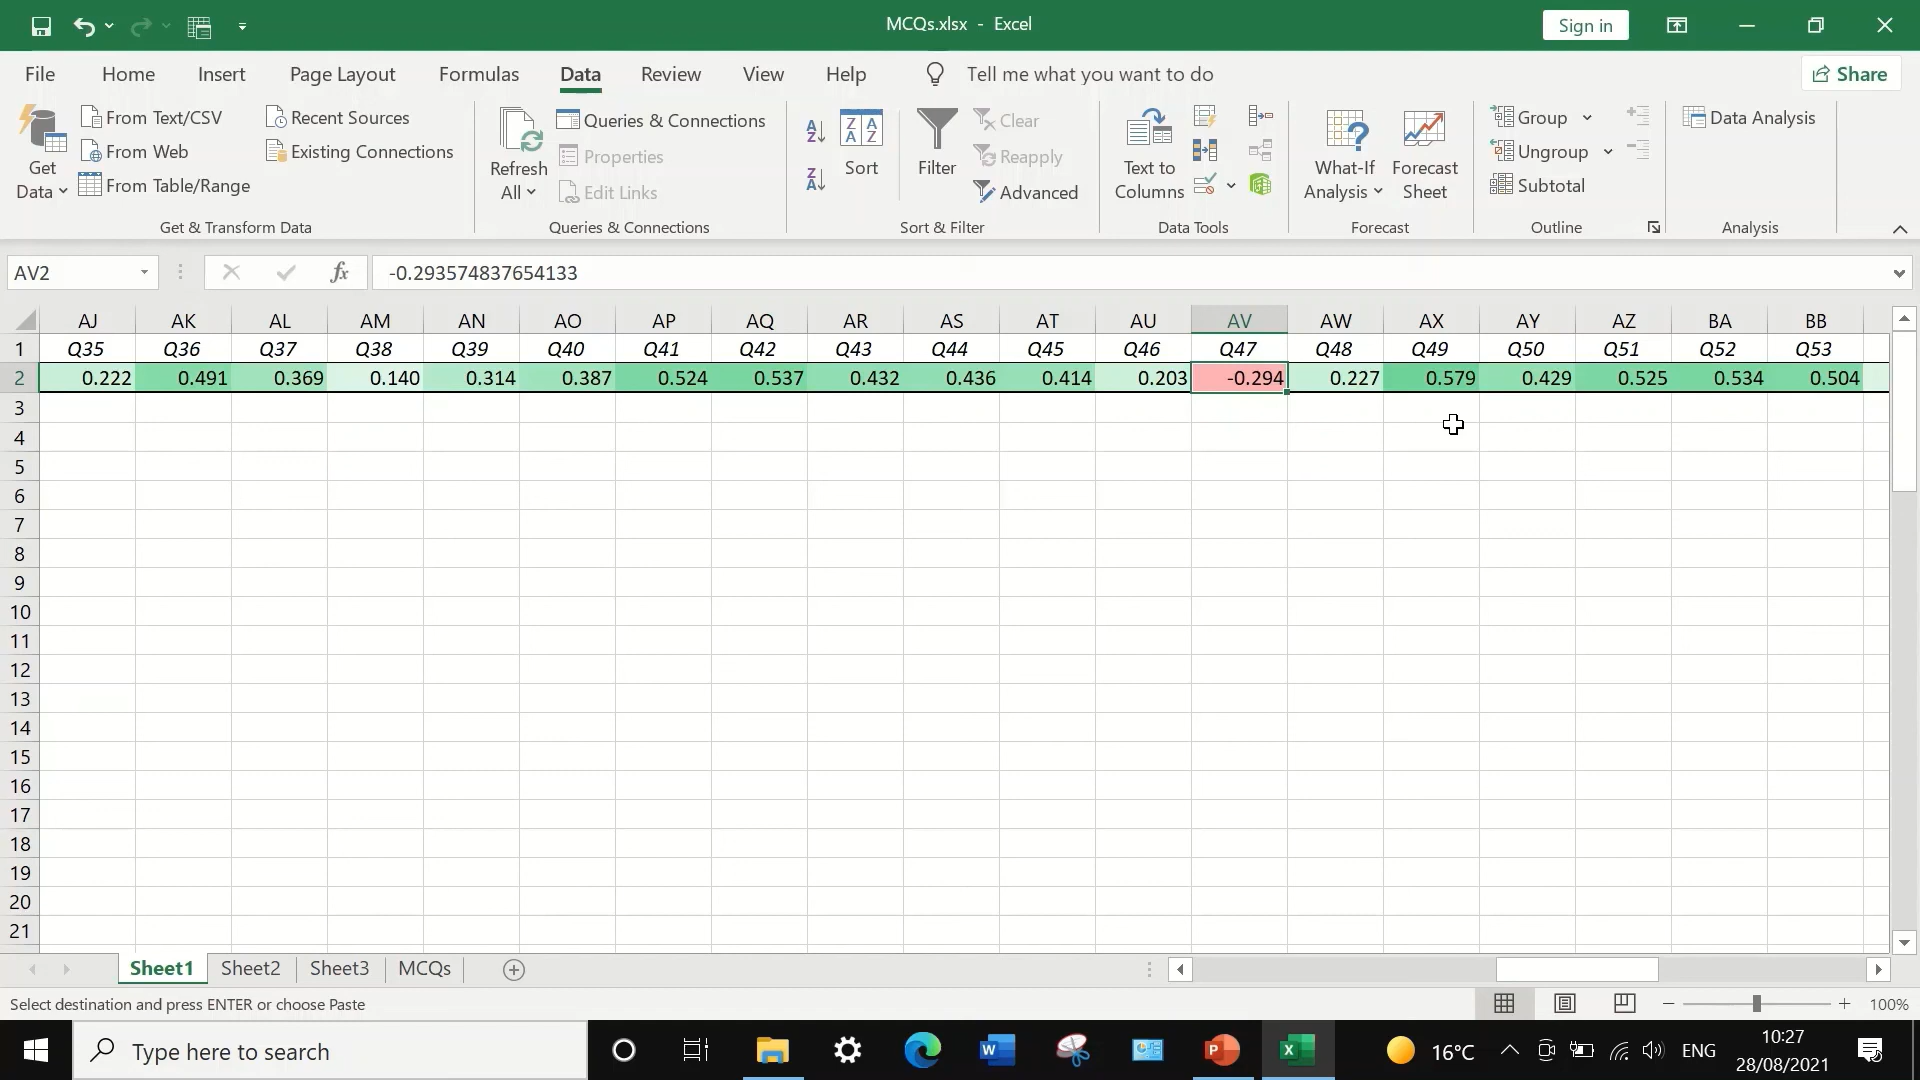 MCQs.xlsx - Excel
Sign in
File Home Insert Page Layout Formulas Data Review View Help Tell me what you want to do Share
Get Data
From Text/CSV
From Web
From Table/Range
Recent Sources
Existing Connections
Get & Transform Data
Refresh All
Queries & Connections
Properties
Edit Links
Queries & Connections
Sort
Filter
Clear
Reapply
Advanced
Sort & Filter
Text to Columns
Data Tools
What-If Analysis
Forecast Sheet
Forecast
Group
Ungroup
Subtotal
Outline
Data Analysis
Analysis
AV2 fx -0.293574837654133
AJ AK AL AM AN AO AP AQ AR AS AT AU AV AW AX AY AZ BA BB
1 Q35 Q36 Q37 Q38 Q39 Q40 Q41 Q42 Q43 Q44 Q45 Q46 Q47 Q48 Q49 Q50 Q51 Q52 Q53
2 0.222 0.491 0.369 0.140 0.314 0.387 0.524 0.537 0.432 0.436 0.414 0.203 -0.294 0.227 0.579 0.429 0.525 0.534 0.504
3
4
5
6
7
8
9
10
11
12
13
14
15
16
17
18
19
20
21
Sheet1 Sheet2 Sheet3 MCQs
Select destination and press ENTER or choose Paste
100%
Type here to search
16°C
ENG
10:27
28/08/2021